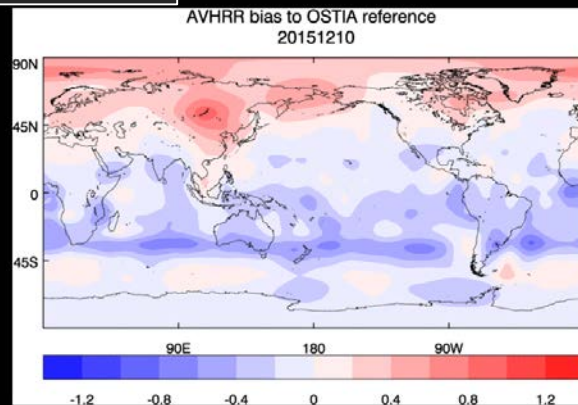 AVHRR bias to OSTIA reference
20151210
90N
45N
0
45S
90E 180 90W
-1.2 -0.8 -0.4 0 0.4 0.8 1.2